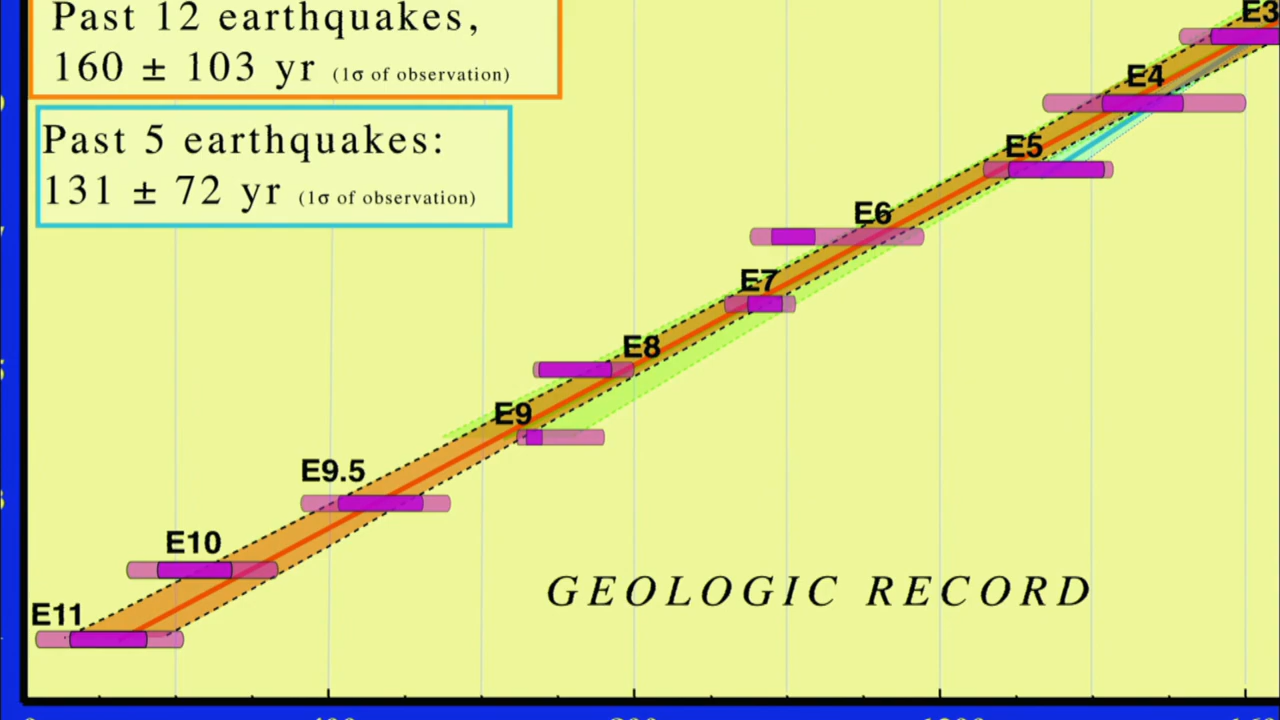 Past 12 earthquakes,
160 ± 103 yr (1σ of observation)
Past 5 earthquakes:
131 ± 72 yr (1σ of observation)
E3
E4
E5
E6
E7
E8
E9
E9.5
E10
E11
GEOLOGIC RECORD